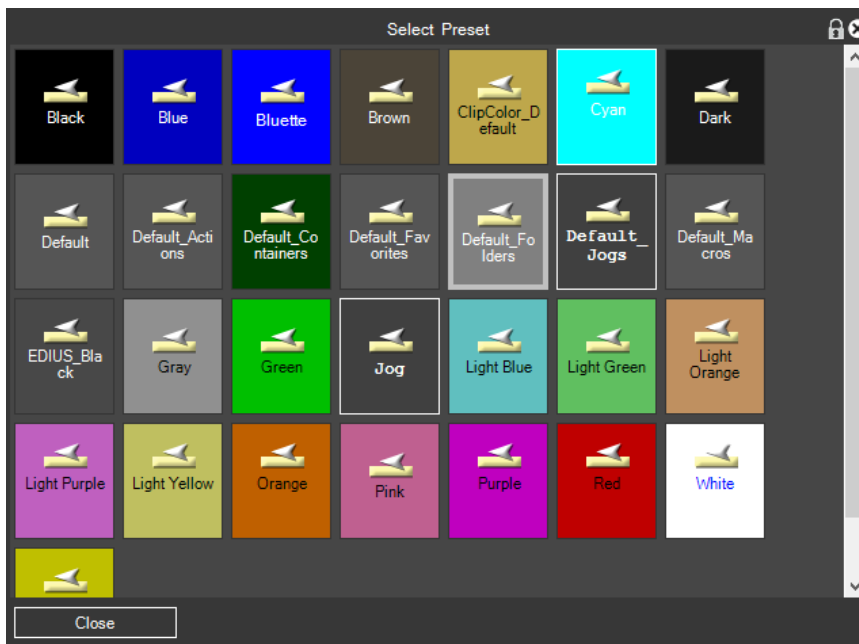 Select Preset
Black
Blue
Bluette
Brown
ClipColor_D
efault
Cyan
Dark
Default
Default_Acti
ons
Default_Co
ntainers
Default_Fav
orites
Default_Fo
lders
Default_
Jogs
Default_Ma
cros
EDIUS_Bla
ck
Gray
Green
Jog
Light Blue
Light Green
Light
Orange
Light Purple
Light Yellow
Orange
Pink
Purple
Red
White
Close